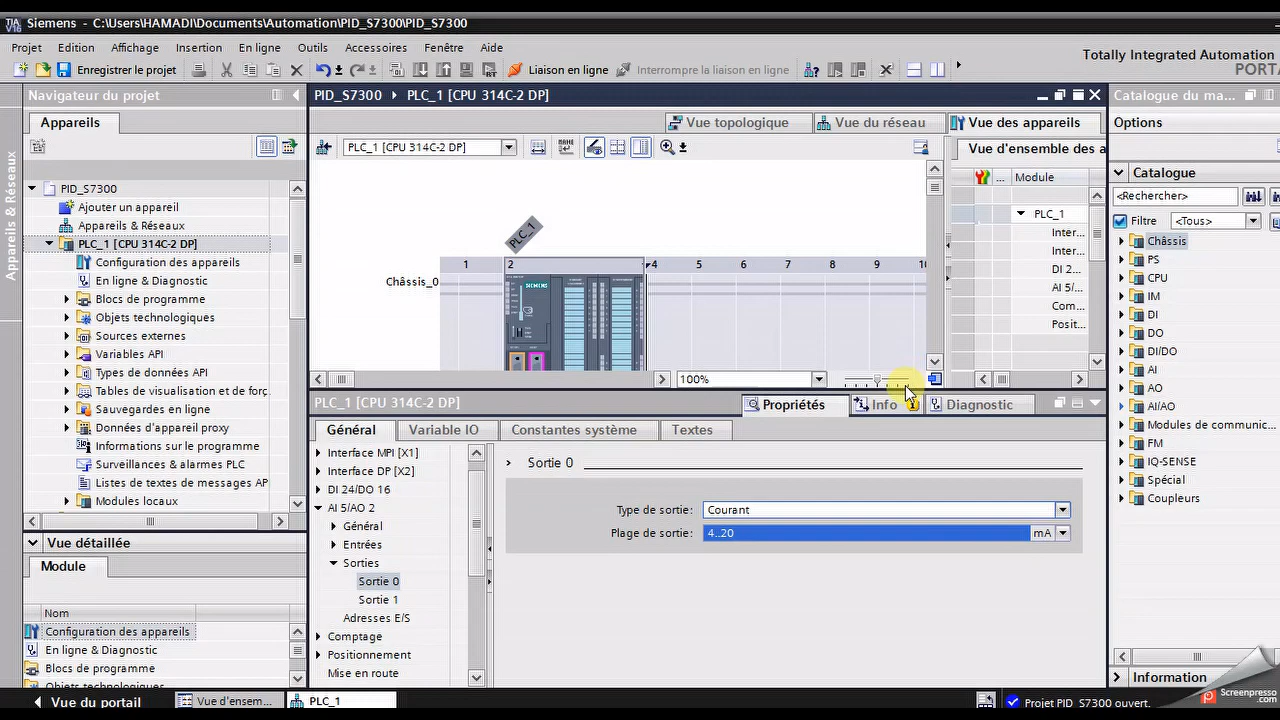 Siemens - C:\Users\HAMADI\Documents\Automation\PID_S7300\PID_S7300
Projet Edition Affichage Insertion En ligne Outils Accessoires Fenêtre Aide
Totally Integrated Automation
PORTA
Enregistrer le projet
Liaison en ligne
Interrompre la liaison en ligne
Navigateur du projet
PID_S7300 PLC_1 [CPU 314C-2 DP]
Catalogue du ma...
Appareils
Vue topologique
Vue du réseau
Vue des appareils
Options
PLC_1 [CPU 314C-2 DP]
Vue d'ensemble des a
Appareils & Réseaux
PID_S7300
Ajouter un appareil
Appareils & Réseaux
PLC_1 [CPU 314C-2 DP]
Configuration des appareils
En ligne & Diagnostic
Blocs de programme
Objets technologiques
Sources externes
Variables API
Types de données API
Tables de visualisation et de forç.
Sauvegardes en ligne
Données d'appareil proxy
Informations sur le programme
Surveillances & alarmes PLC
Listes de textes de messages AP
Modules locaux
PLC_1
1 2 4 5 6 7 8 9 10
Châssis_0
SIEMENS
100%
... Module
PLC_1
Inter...
Inter...
DI 2...
AI 5/...
Com...
Posit...
Catalogue
<Rechercher>
Filtre <Tous>
Châssis
PS
CPU
IM
DI
DO
DI/DO
AI
AO
AI/AO
Modules de communic...
FM
IQ-SENSE
Spécial
Coupleurs
Information
PLC_1 [CPU 314C-2 DP]
Propriétés
Info
Diagnostic
Général
Variable IO
Constantes système
Textes
Interface MPI [X1]
Interface DP [X2]
DI 24/DO 16
AI 5/AO 2
Général
Entrées
Sorties
Sortie 0
Sortie 1
Adresses E/S
Comptage
Positionnement
Mise en route
Sortie 0
Type de sortie: Courant
Plage de sortie: 4..20 mA
Vue détaillée
Module
Nom
Configuration des appareils
En ligne & Diagnostic
Blocs de programme
Objets technologiques
Vue du portail
Vue d'ensem...
PLC_1
Projet PID_S7300 ouvert.
Screenpresso
.com